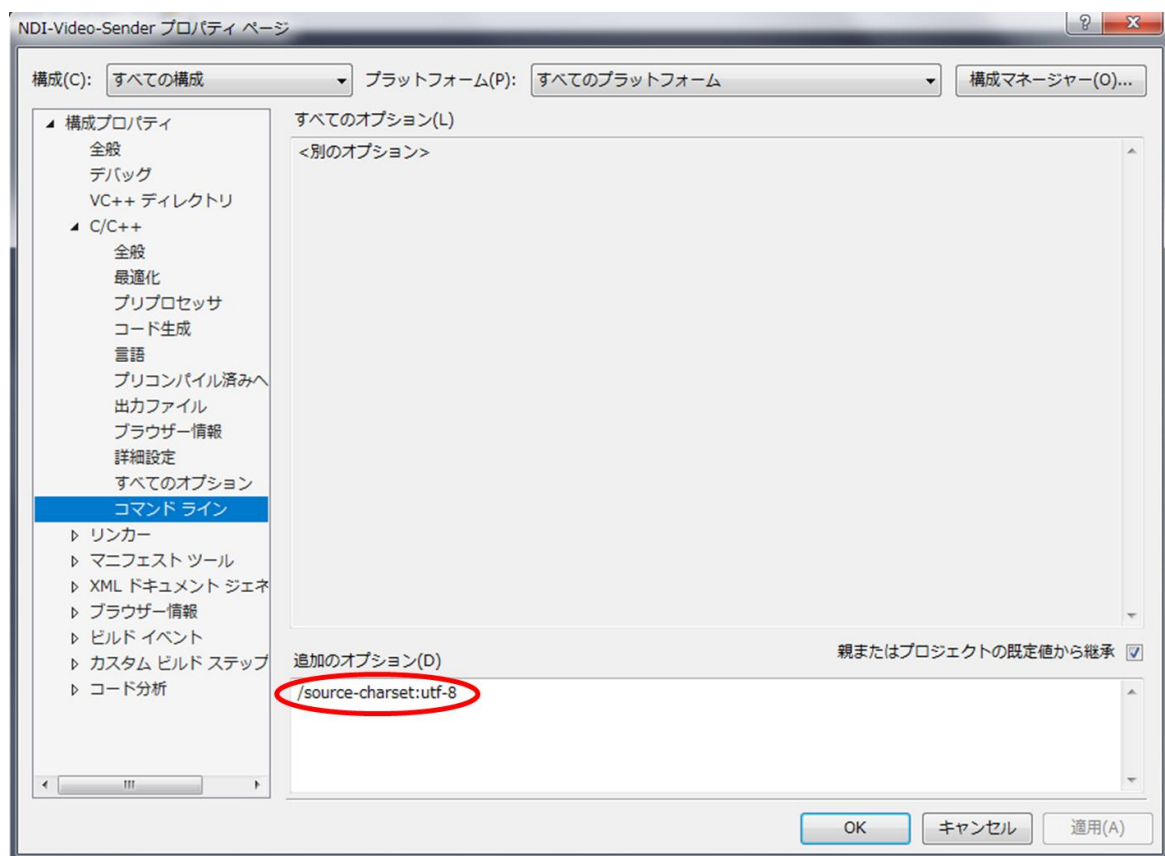 NDI-Video-Sender プロパティ ページ
構成(C): すべての構成 プラットフォーム(P): すべてのプラットフォーム 構成マネージャー(O)...
構成プロパティ
全般
デバッグ
VC++ ディレクトリ
C/C++
全般
最適化
プリプロセッサ
コード生成
言語
プリコンパイル済みヘ
出力ファイル
ブラウザー情報
詳細設定
すべてのオプション
コマンド ライン
リンカー
マニフェスト ツール
XML ドキュメント ジェネ
ブラウザー情報
ビルド イベント
カスタム ビルド ステップ
コード分析
すべてのオプション(L)
<別のオプション>
追加のオプション(D) 親またはプロジェクトの既定値から継承
/source-charset:utf-8
OK キャンセル 適用(A)